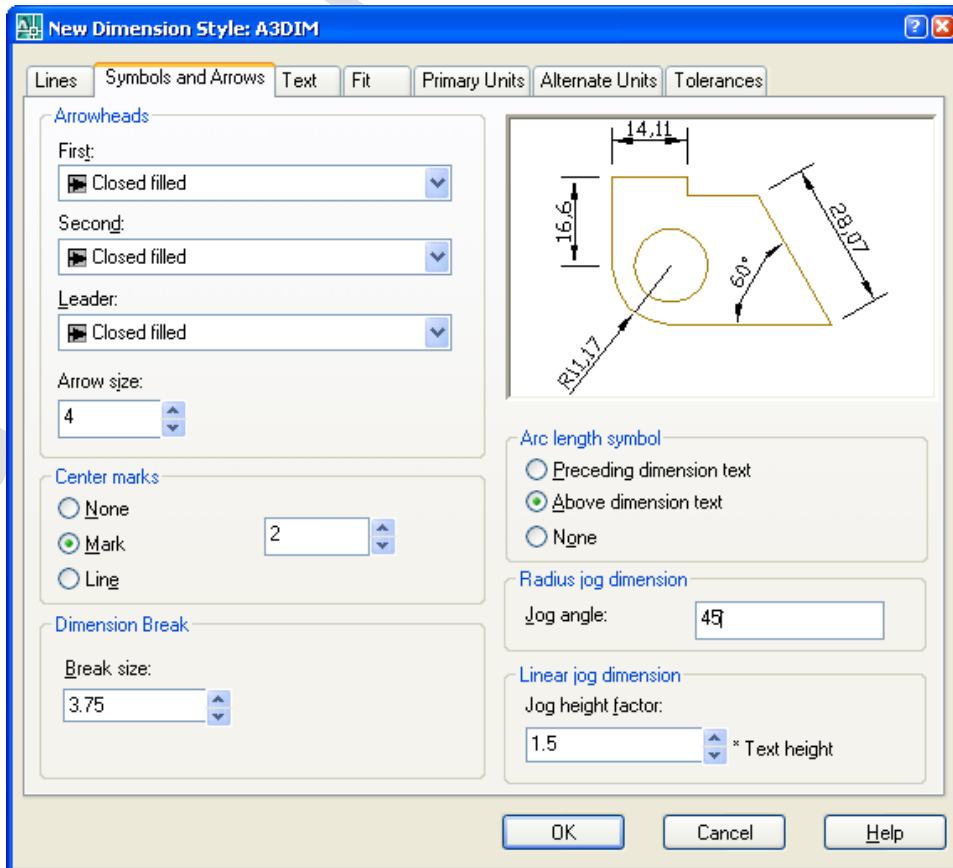 New Dimension Style: A3DIM
Lines Symbols and Arrows Text Fit Primary Units Alternate Units Tolerances
Arrowheads
First:
Closed filled
Second:
Closed filled
Leader:
Closed filled
Arrow size:
4
Center marks
None
Mark
2
Line
Dimension Break
Break size:
3.75
14,11
16,6
28,07
60°
R11,17
Arc length symbol
Preceding dimension text
Above dimension text
None
Radius jog dimension
Jog angle:
45
Linear jog dimension
Jog height factor:
1.5
* Text height
OK Cancel Help